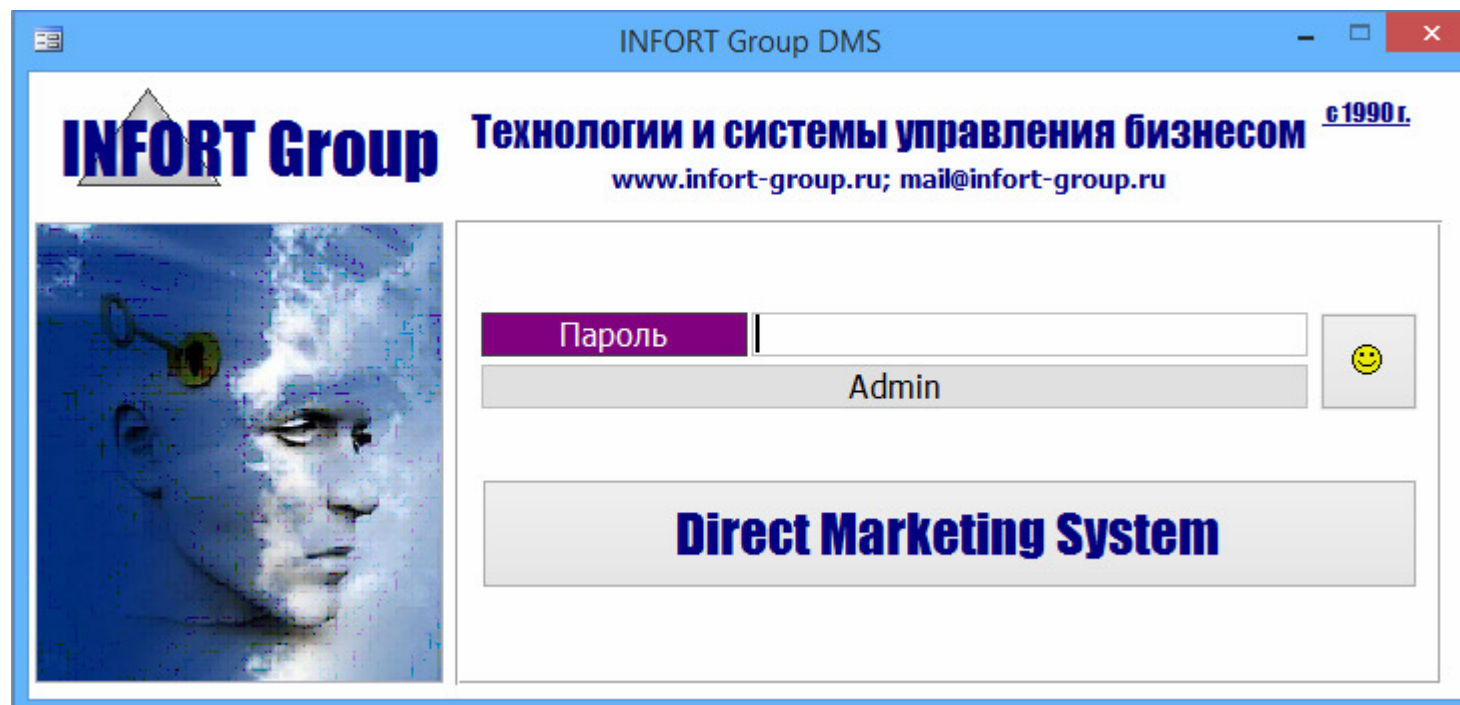 INFORT Group DMS
INFORT Group
Технологии и системы управления бизнесом
с 1990 г.
www.infort-group.ru; mail@infort-group.ru
Пароль
Admin
Direct Marketing System